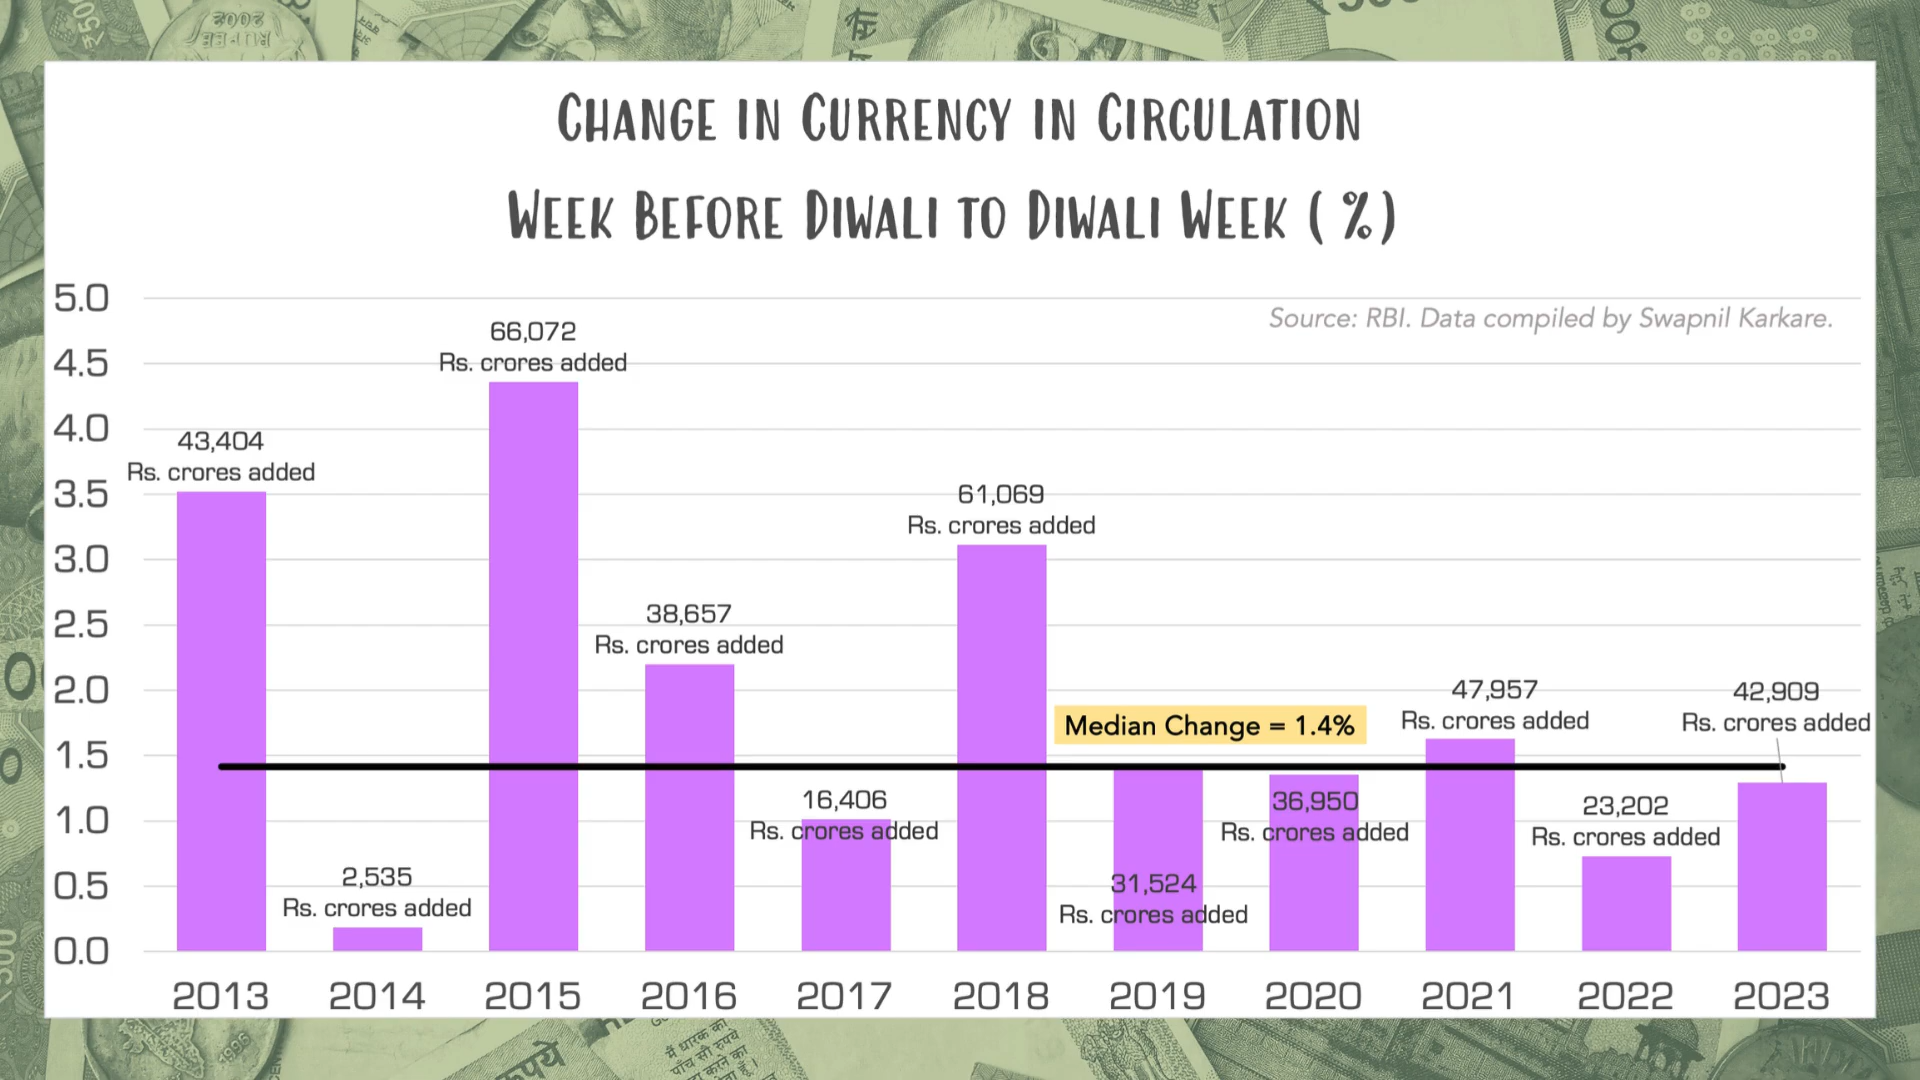 CHANGE IN CURRENCY IN CIRCULATION
WEEK BEFORE DIWALI TO DIWALI WEEK ( %)
Source: RBI. Data compiled by Swapnil Karkare.
5.0
4.5
4.0
3.5
3.0
2.5
2.0
1.5
1.0
0.5
0.0
43,404
Rs. crores added
2,535
Rs. crores added
66,072
Rs. crores added
38,657
Rs. crores added
16,406
Rs. crores added
61,069
Rs. crores added
Median Change = 1.4%
31,524
Rs. crores added
36,950
Rs. crores added
47,957
Rs. crores added
23,202
Rs. crores added
42,909
Rs. crores added
2013 2014 2015 2016 2017 2018 2019 2020 2021 2022 2023
2002
1996
मैं धारक को
पाँच सौ रुपये